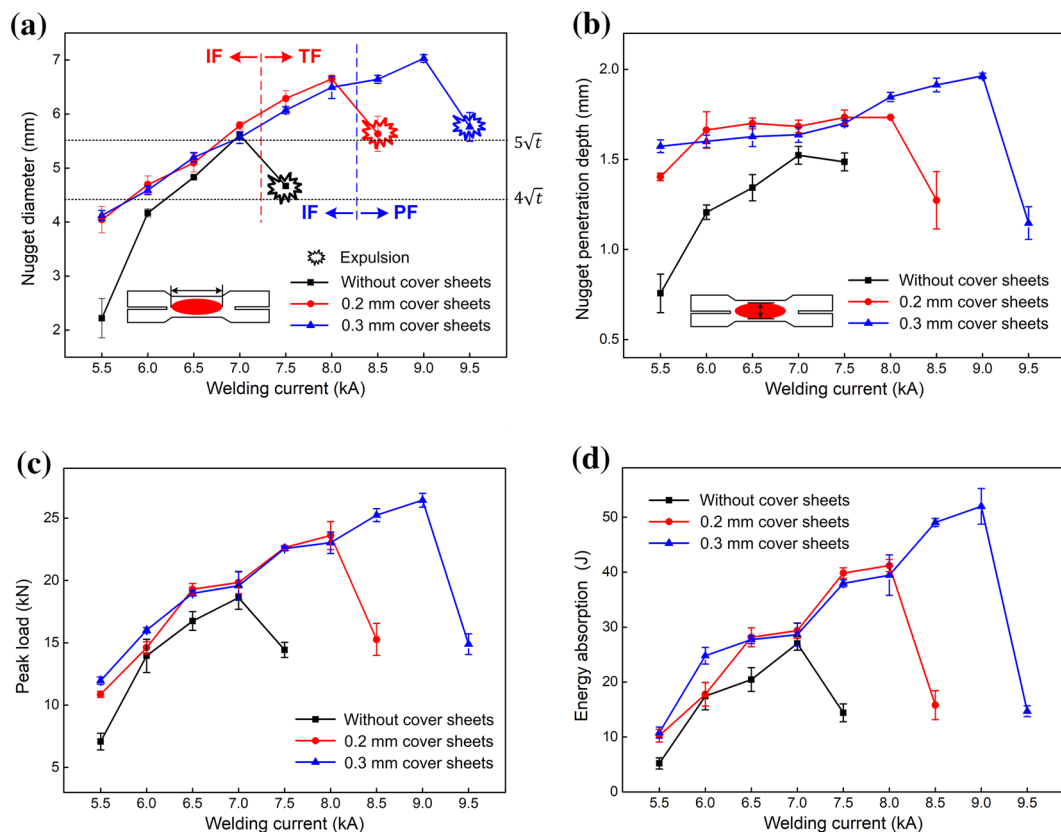 (a)
Nugget diameter (mm)
7
6
5
4
3
2
IF TF
5√t
4√t
IF PF
Expulsion
Without cover sheets
0.2 mm cover sheets
0.3 mm cover sheets
5.5 6.0 6.5 7.0 7.5 8.0 8.5 9.0 9.5
Welding current (kA)
(b)
Nugget penetration depth (mm)
2.0
1.5
1.0
0.5
Without cover sheets
0.2 mm cover sheets
0.3 mm cover sheets
5.5 6.0 6.5 7.0 7.5 8.0 8.5 9.0 9.5
Welding current (kA)
(c)
Peak load (kN)
25
20
15
10
5
Without cover sheets
0.2 mm cover sheets
0.3 mm cover sheets
5.5 6.0 6.5 7.0 7.5 8.0 8.5 9.0 9.5
Welding current (kA)
(d)
Energy absorption (J)
50
40
30
20
10
0
Without cover sheets
0.2 mm cover sheets
0.3 mm cover sheets
5.5 6.0 6.5 7.0 7.5 8.0 8.5 9.0 9.5
Welding current (kA)